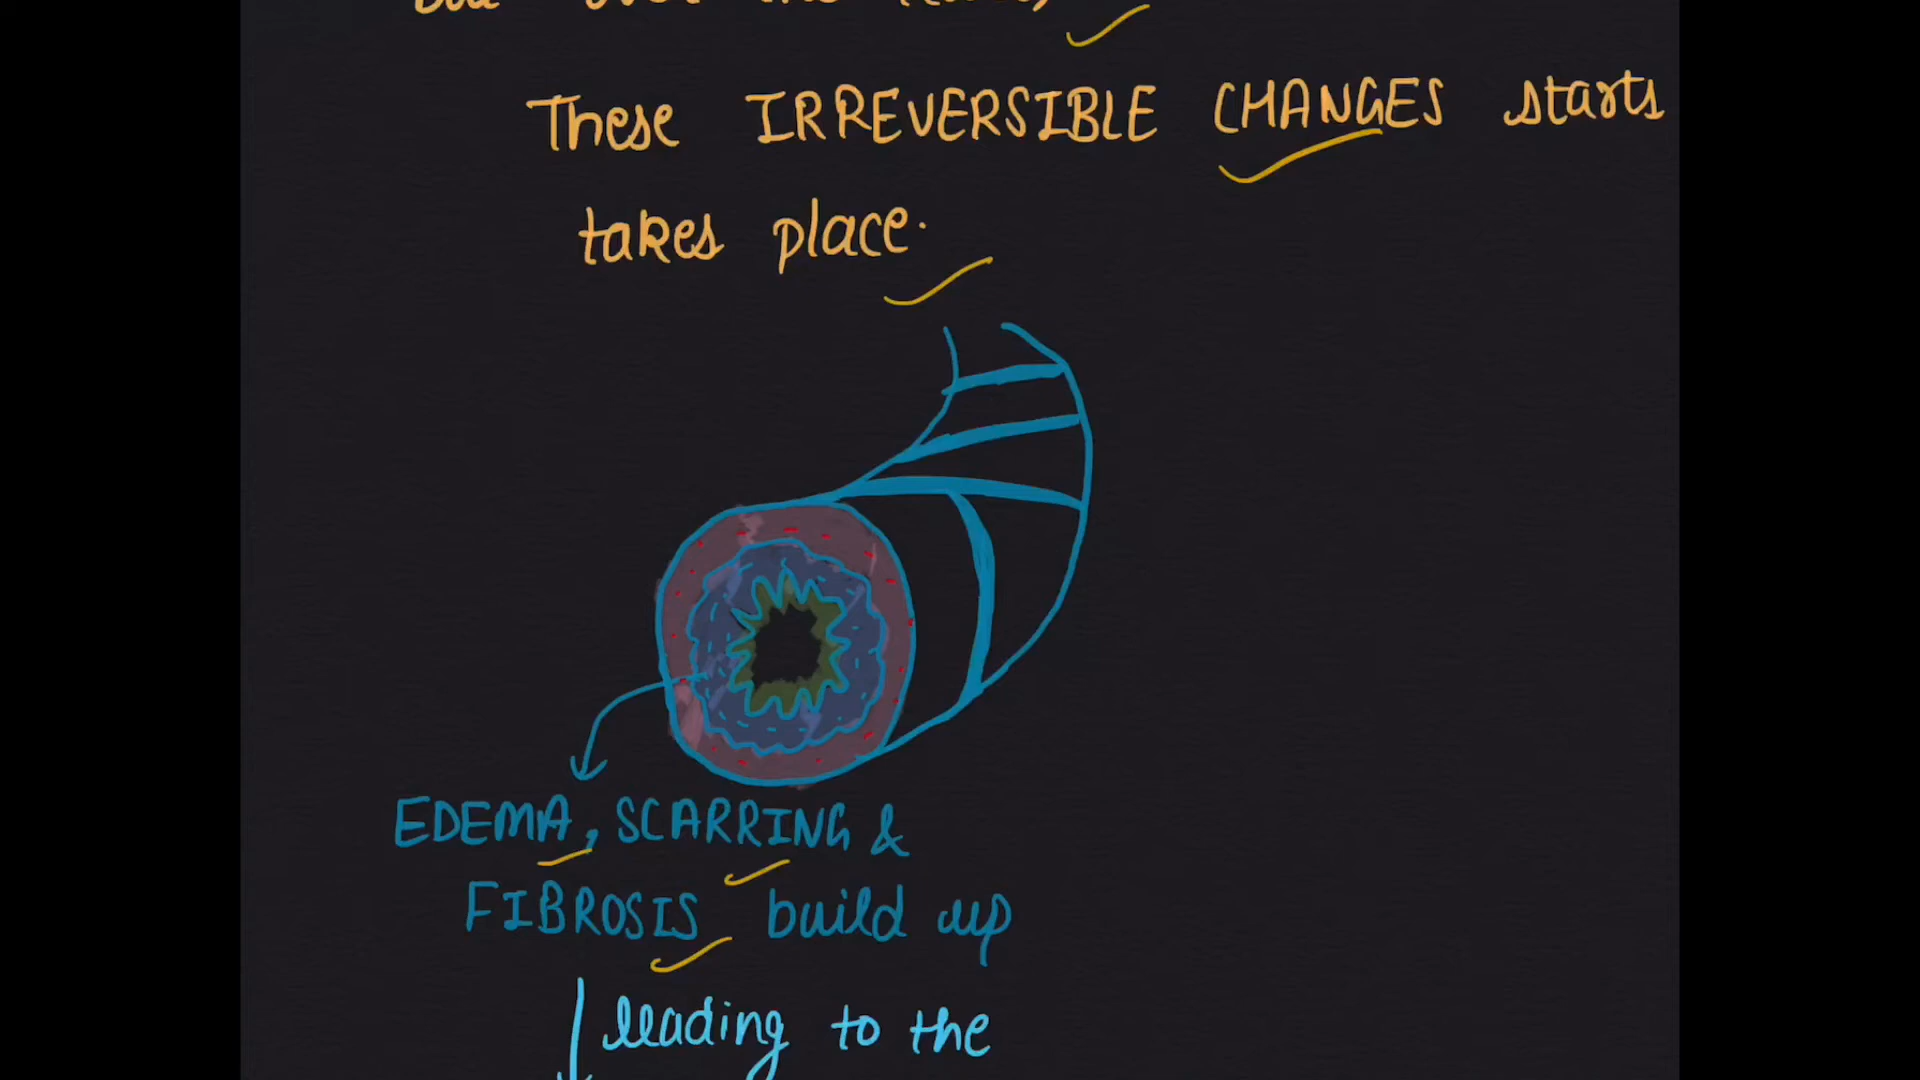 These IRREVERSIBLE CHANGES starts
takes place.
EDEMA, SCARRING &
FIBROSIS build up
leading to the